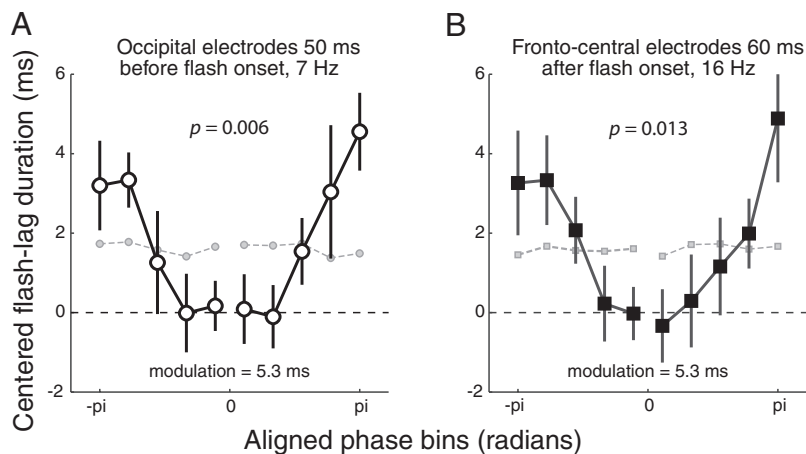 A
Occipital electrodes 50 ms
before flash onset, 7 Hz
B
Fronto-central electrodes 60 ms
after flash onset, 16 Hz
Centered flash-lag duration (ms)
6
4
2
0
-2
p = 0.006
modulation = 5.3 ms
-pi
0
pi
6
4
2
0
-2
p = 0.013
modulation = 5.3 ms
-pi
0
pi
Aligned phase bins (radians)